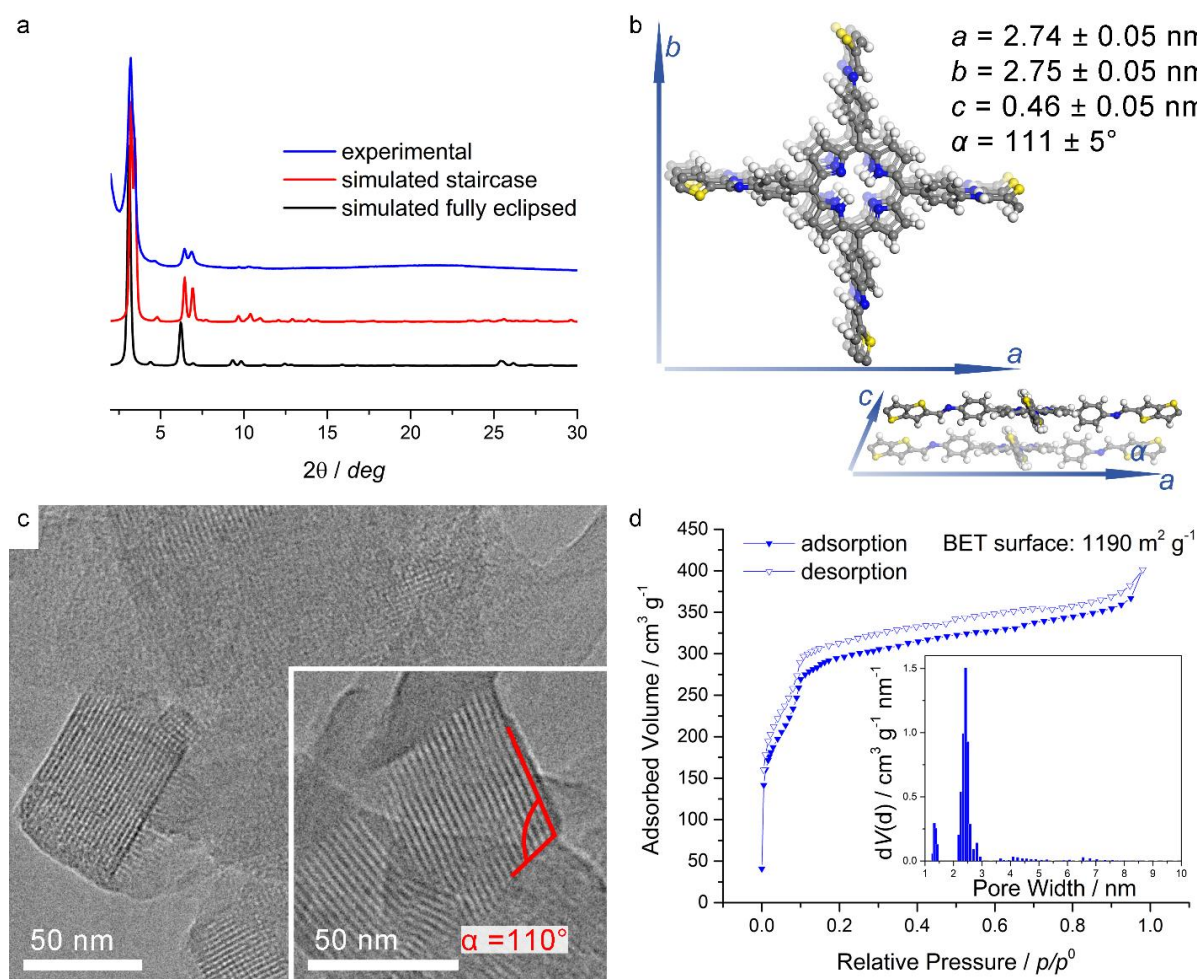 a
experimental
simulated staircase
simulated fully eclipsed
5 10 15 20 25 30
2θ / deg
b
a = 2.74 ± 0.05 nm
b = 2.75 ± 0.05 nm
c = 0.46 ± 0.05 nm
α = 111 ± 5°
b
a
c
α
a
c
50 nm
50 nm
α =110°
d
450
400
350
300
250
200
150
100
50
0
Adsorbed Volume / cm³ g⁻¹
adsorption
desorption
BET surface: 1190 m² g⁻¹
1.5
1.0
0.5
0.0
dV(d) / cm³ g⁻¹ nm⁻¹
1 2 3 4 5 6 7 8 9 10
Pore Width / nm
0.0 0.2 0.4 0.6 0.8 1.0
Relative Pressure / p/p⁰